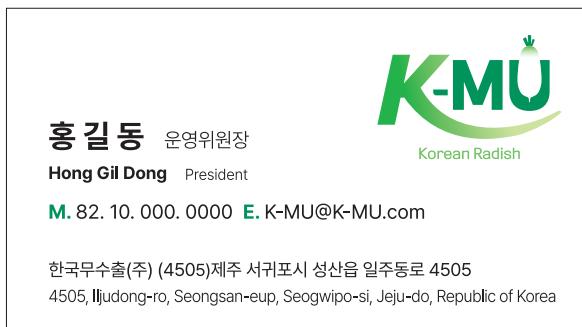 K-MU
Korean Radish
홍길동 운영위원장
Hong Gil Dong President
M. 82. 10. 000. 0000 E. K-MU@K-MU.com
한국무수출(주) (4505)제주 서귀포시 성산읍 일주동로 4505
4505, Iljudong-ro, Seongsan-eup, Seogwipo-si, Jeju-do, Republic of Korea